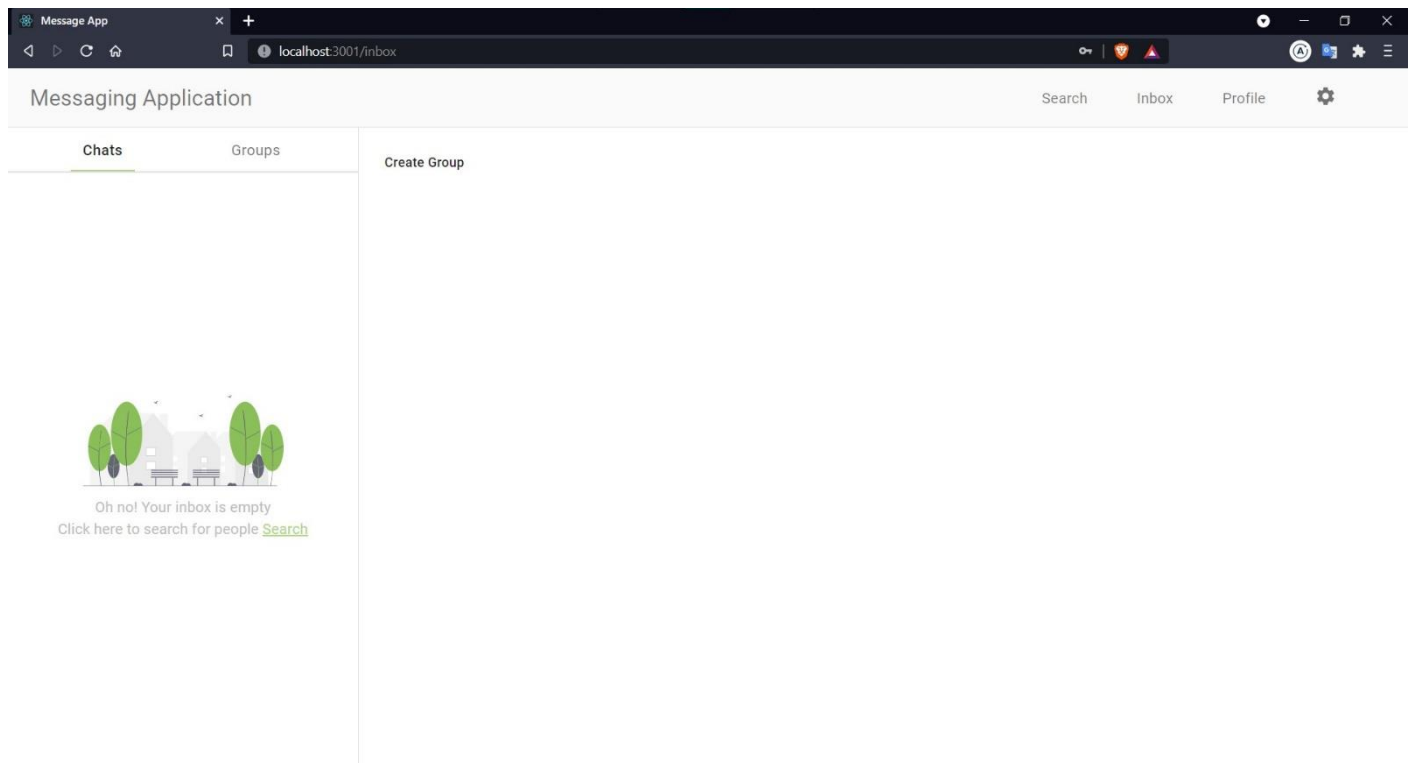 Message App
localhost:3001/inbox
Messaging Application
Search Inbox Profile
Chats Groups
Create Group
Oh no! Your inbox is empty
Click here to search for people Search